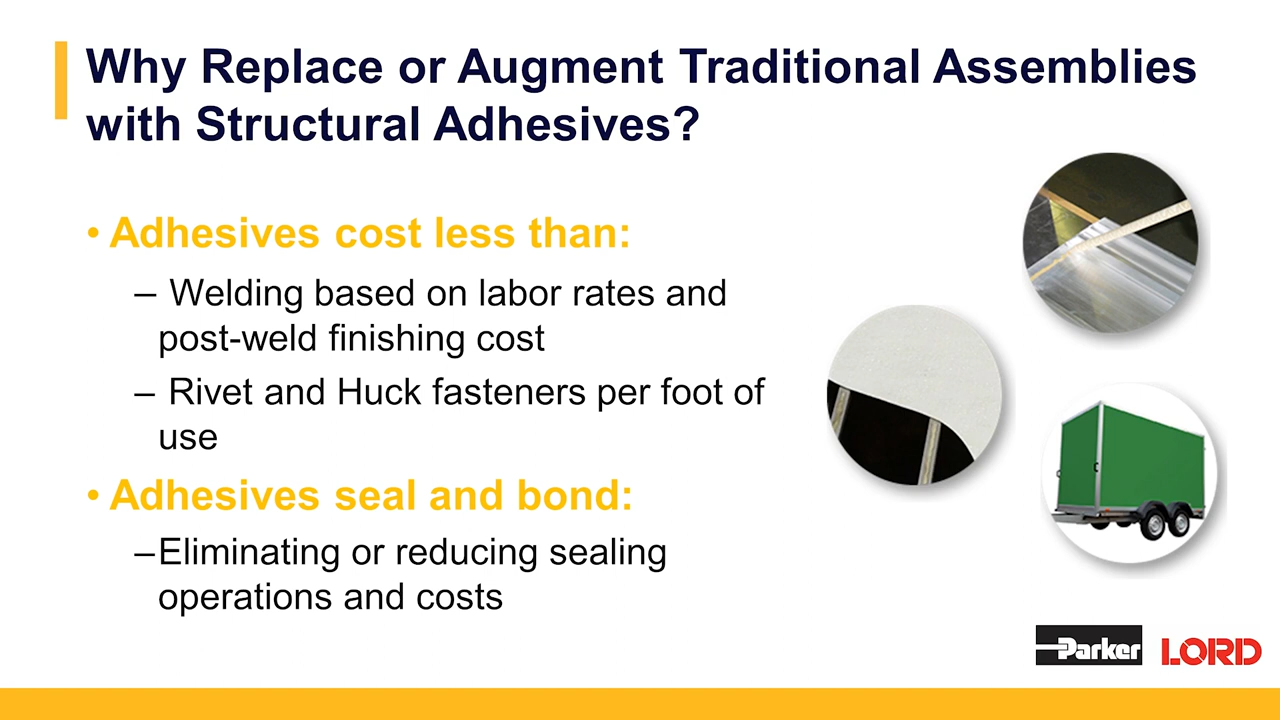 Why Replace or Augment Traditional Assemblies
with Structural Adhesives?
• Adhesives cost less than:
– Welding based on labor rates and
post-weld finishing cost
– Rivet and Huck fasteners per foot of
use
• Adhesives seal and bond:
–Eliminating or reducing sealing
operations and costs
Parker LORD